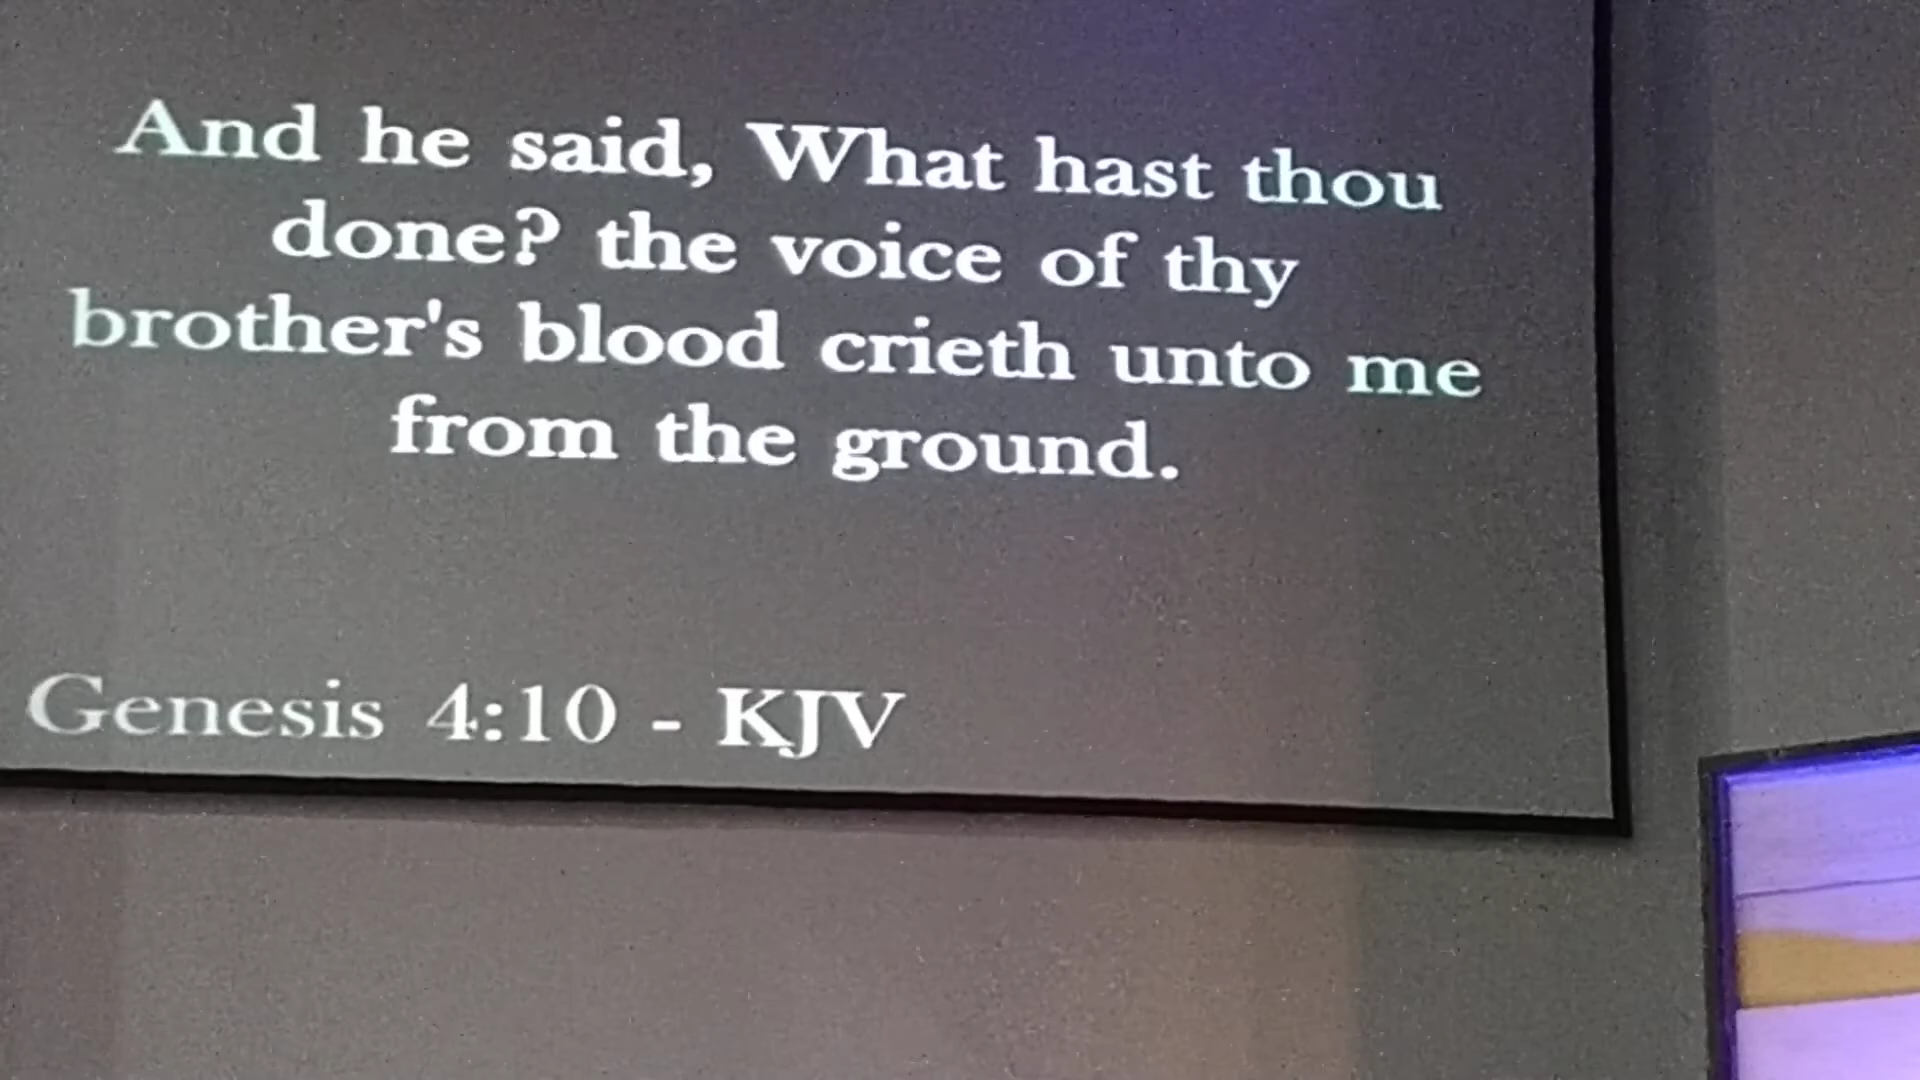 And he said, What hast thou
done? the voice of thy
brother's blood crieth unto me
from the ground.
Genesis 4:10 - KJV